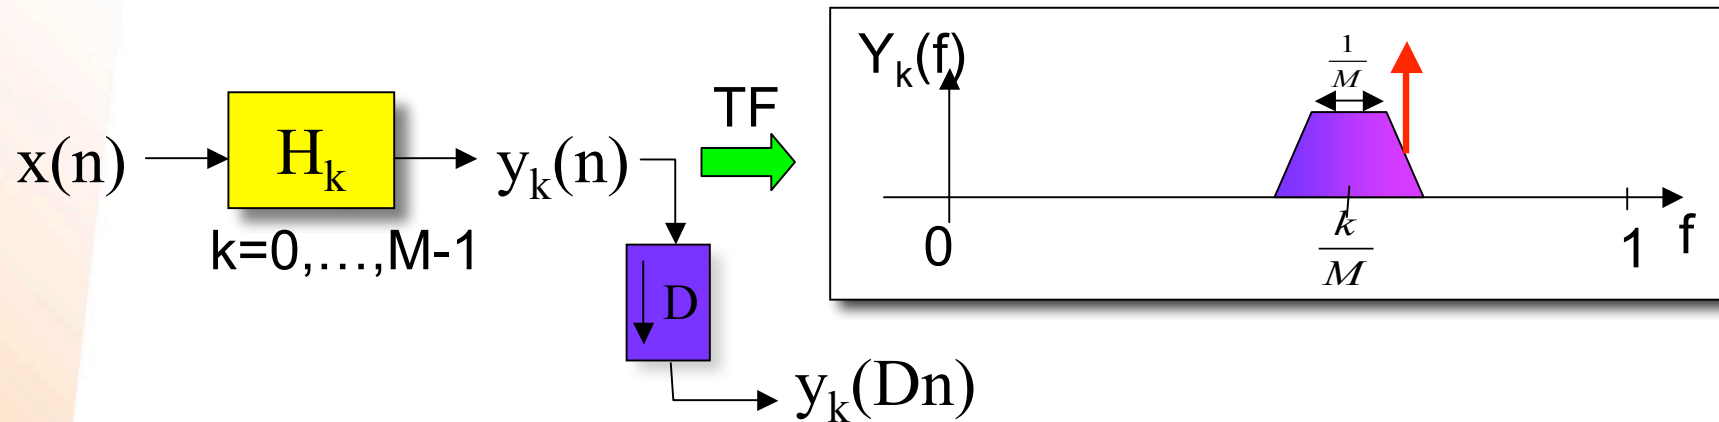 x(n)
H_k
k=0,…,M-1
y_k(n)
TF
D
y_k(Dn)
Y_k(f)
1/M
0
k/M
1
f